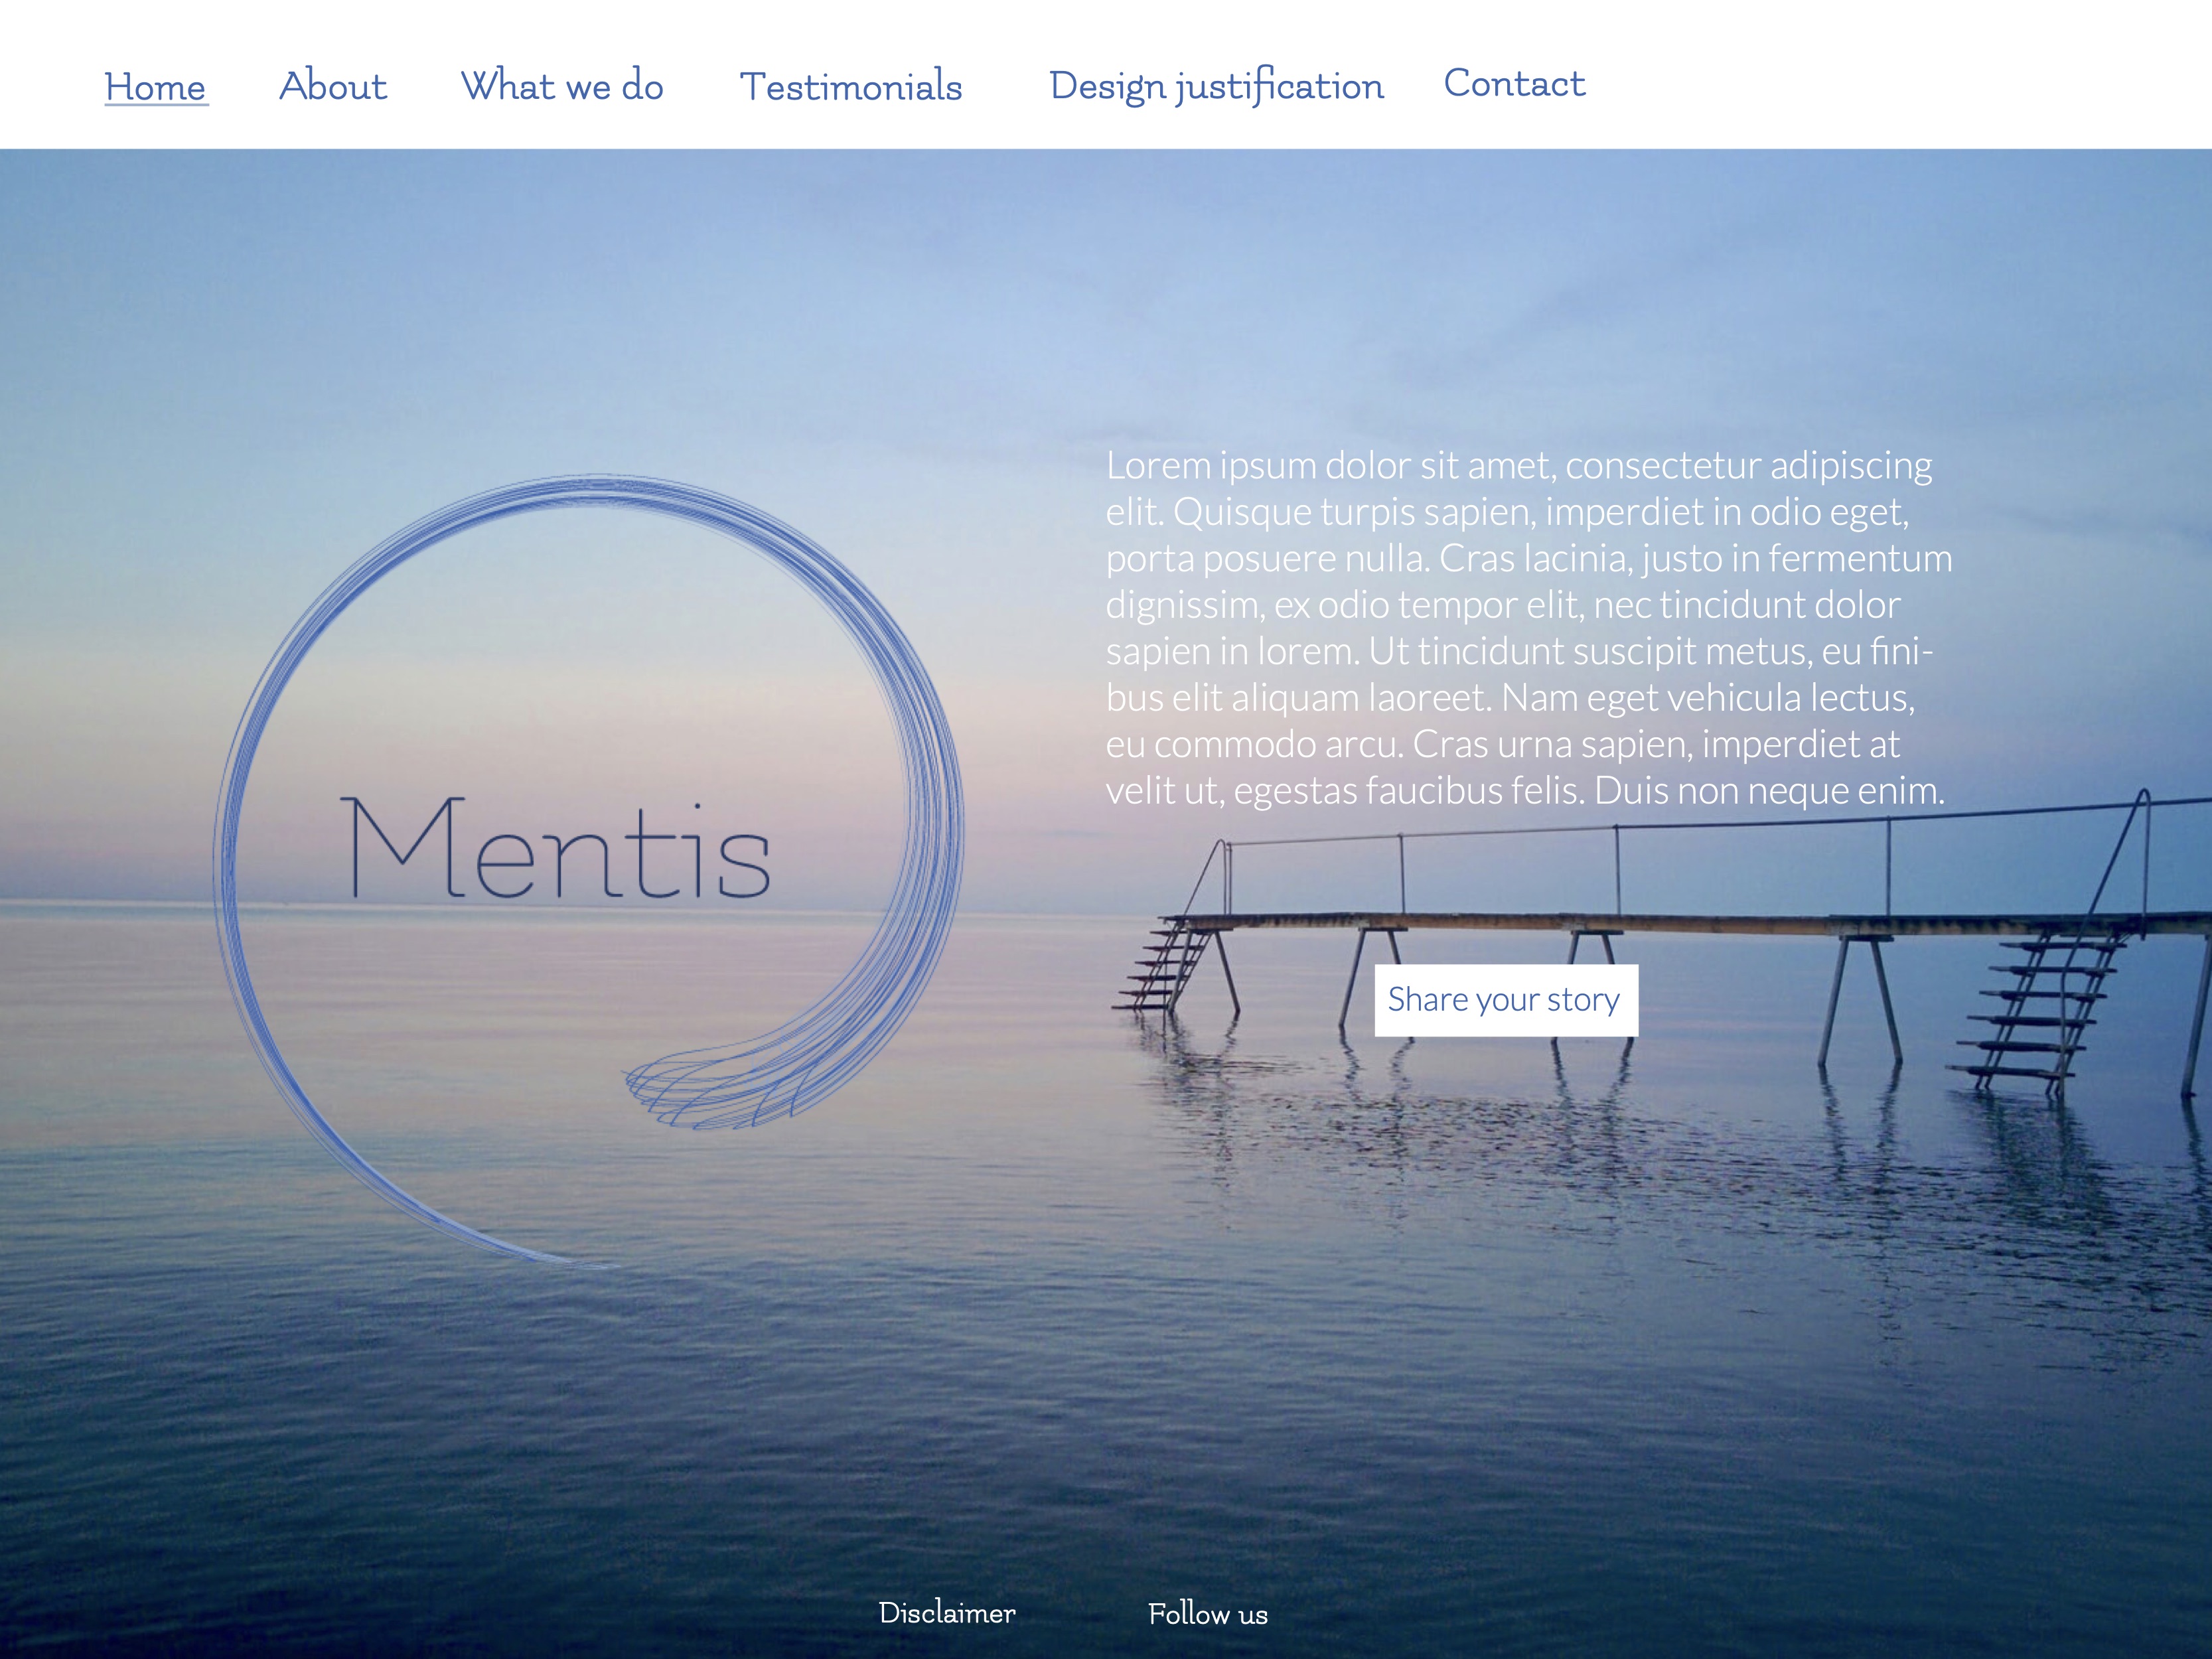 Home About What we do Testimonials Design justification Contact
Lorem ipsum dolor sit amet, consectetur adipiscing
elit. Quisque turpis sapien, imperdiet in odio eget,
porta posuere nulla. Cras lacinia, justo in fermentum
dignissim, ex odio tempor elit, nec tincidunt dolor
sapien in lorem. Ut tincidunt suscipit metus, eu fini-
bus elit aliquam laoreet. Nam eget vehicula lectus,
eu commodo arcu. Cras urna sapien, imperdiet at
velit ut, egestas faucibus felis. Duis non neque enim.
Mentis
Share your story
Disclaimer Follow us